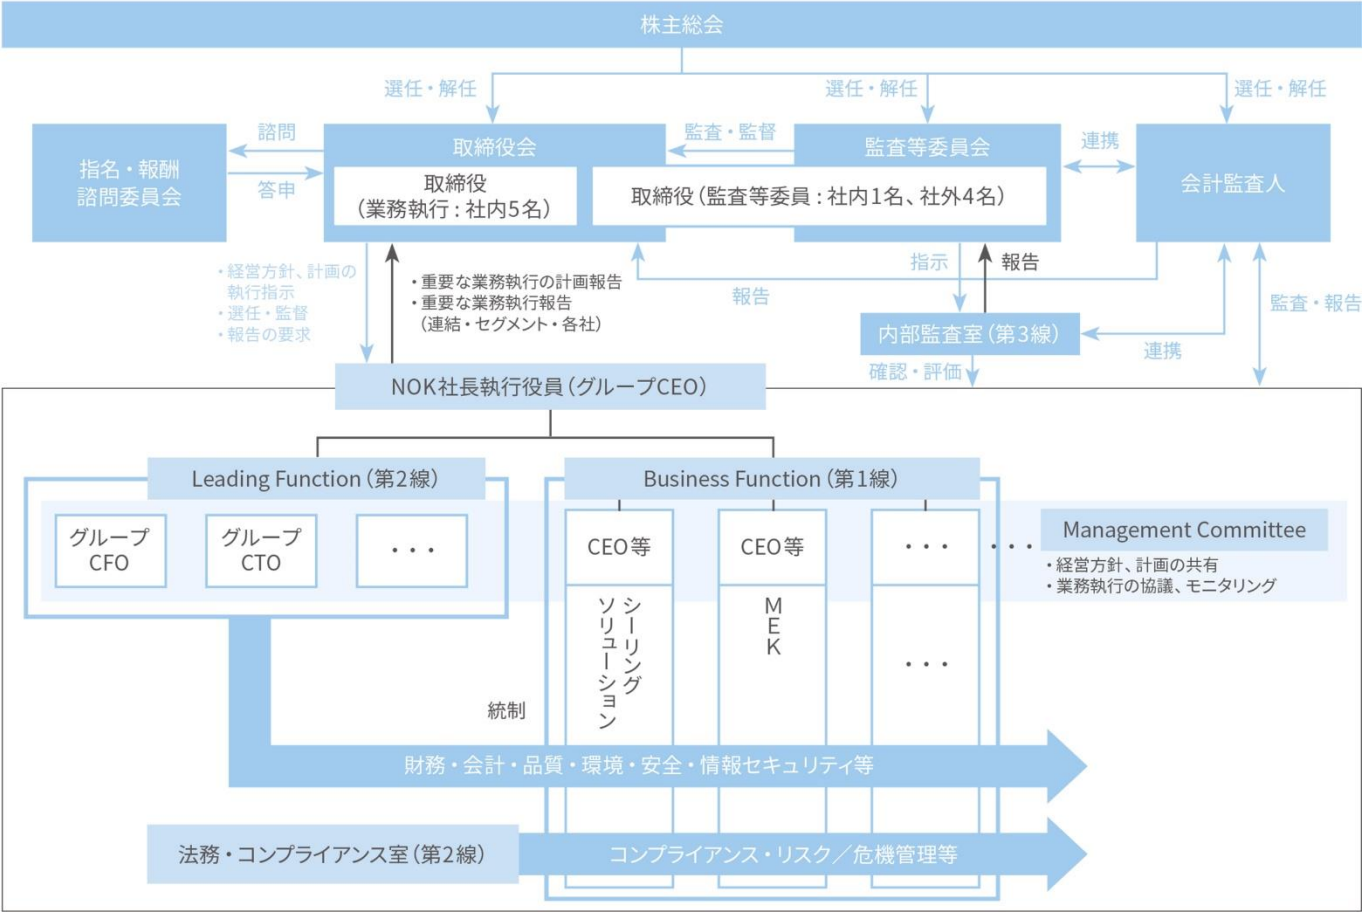 株主総会
選任・解任
選任・解任
選任・解任
指名・報酬
諮問委員会
諮問
答申
取締役会
取締役
（業務執行：社内5名）
監査・監督
監査等委員会
取締役（監査等委員：社内1名、社外4名）
連携
会計監査人
・経営方針、計画の
執行指示
・選任・監督
・報告の要求
・重要な業務執行の計画報告
・重要な業務執行報告
（連結・セグメント・各社）
報告
指示
報告
監査・報告
内部監査室（第3線）
連携
確認・評価
NOK社長執行役員（グループCEO）
Leading Function（第2線）
グループ
CFO
グループ
CTO
・・・
Business Function（第1線）
CEO等
CEO等
・・・
・・・
シーリング
ソリューション
MEK
・・・
Management Committee
・経営方針、計画の共有
・業務執行の協議、モニタリング
統制
財務・会計・品質・環境・安全・情報セキュリティ等
法務・コンプライアンス室（第2線）
コンプライアンス・リスク／危機管理等